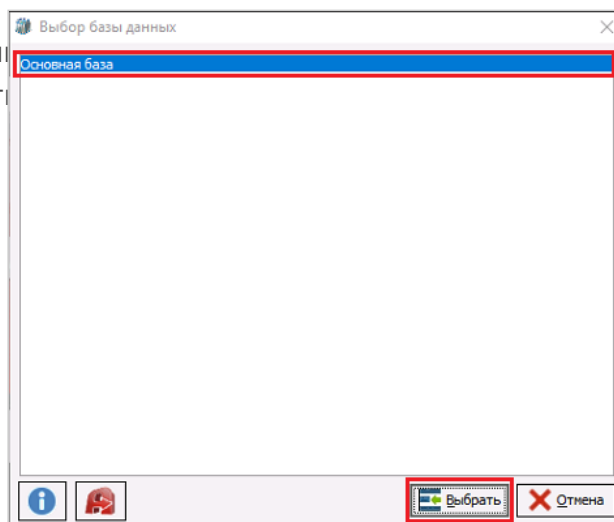 Выбор базы данных
Основная база
Выбрать
Отмена